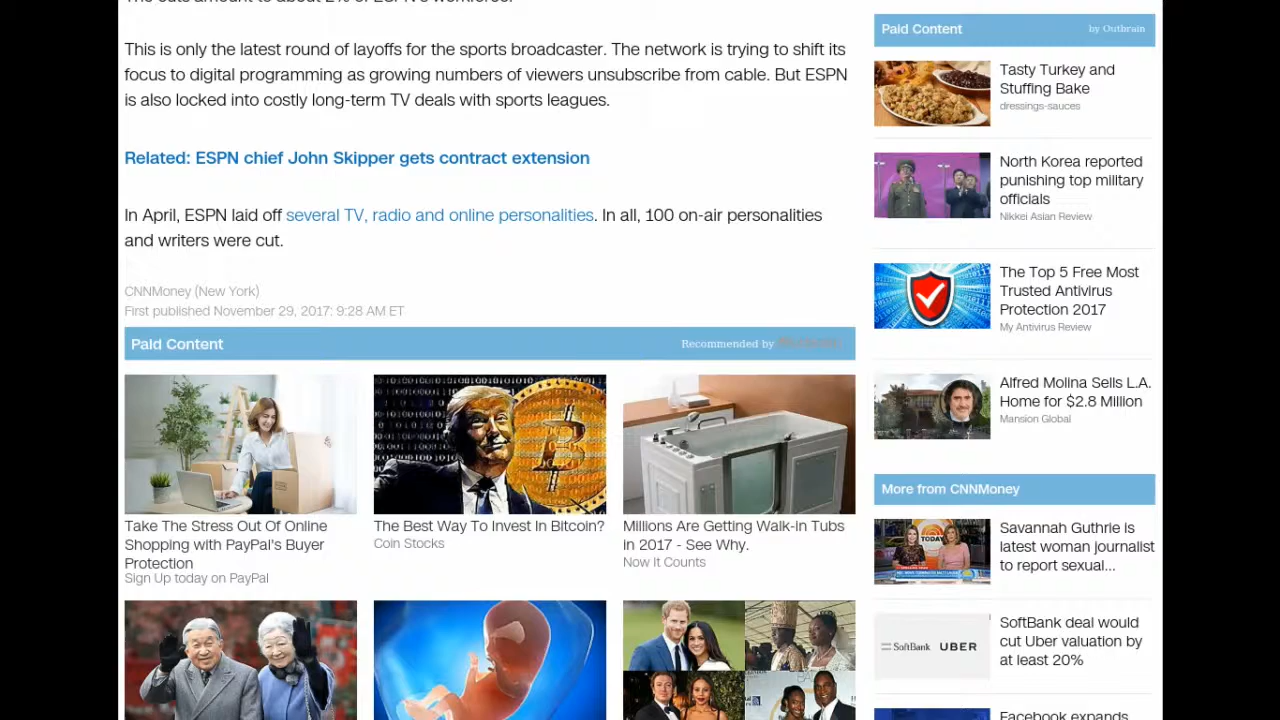 This is only the latest round of layoffs for the sports broadcaster. The network is trying to shift its
focus to digital programming as growing numbers of viewers unsubscribe from cable. But ESPN
is also locked into costly long-term TV deals with sports leagues.
Related: ESPN chief John Skipper gets contract extension
In April, ESPN laid off several TV, radio and online personalities. In all, 100 on-air personalities
and writers were cut.
CNNMoney (New York)
First published November 29, 2017: 9:28 AM ET
Paid Content
Recommended by
Take The Stress Out Of Online
Shopping with PayPal's Buyer
Protection
Sign Up today on PayPal
The Best Way To Invest In Bitcoin?
Coin Stocks
Millions Are Getting Walk-in Tubs
in 2017 - See Why.
Now It Counts
Paid Content
by Outbrain
Tasty Turkey and
Stuffing Bake
dressings-sauces
North Korea reported
punishing top military
officials
Nikkei Asian Review
The Top 5 Free Most
Trusted Antivirus
Protection 2017
My Antivirus Review
Alfred Molina Sells L.A.
Home for $2.8 Million
Mansion Global
More from CNNMoney
TODAY
Savannah Guthrie is
latest woman journalist
to report sexual...
SoftBank
UBER
SoftBank deal would
cut Uber valuation by
at least 20%
Facebook expands